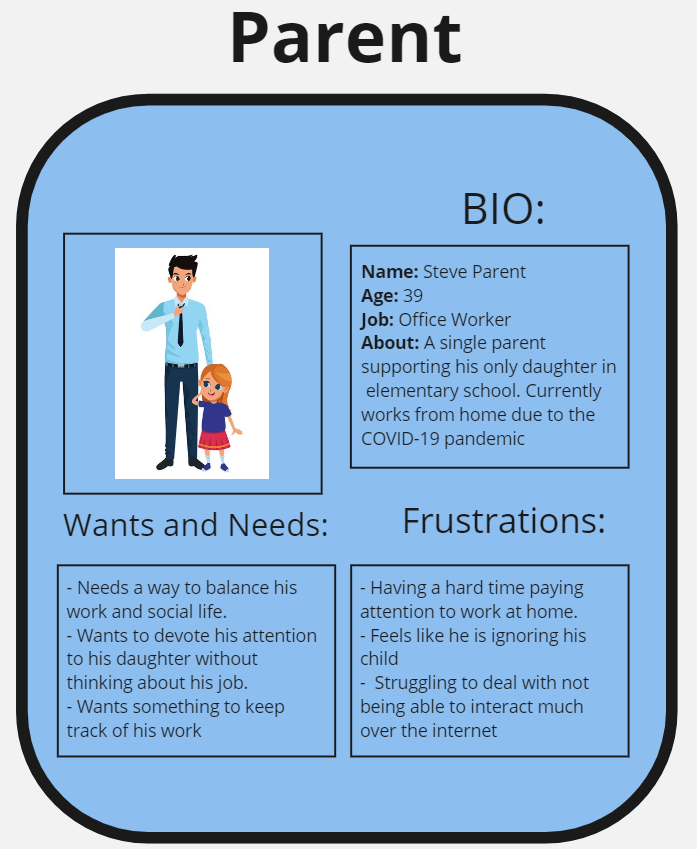 Parent
BIO:
Name: Steve Parent
Age: 39
Job: Office Worker
About: A single parent
supporting his only daughter in
elementary school. Currently
works from home due to the
COVID-19 pandemic
Wants and Needs:
- Needs a way to balance his
work and social life.
- Wants to devote his attention
to his daughter without
thinking about his job.
- Wants something to keep
track of his work
Frustrations:
- Having a hard time paying
attention to work at home.
- Feels like he is ignoring his
child
-  Struggling to deal with not
being able to interact much
over the internet